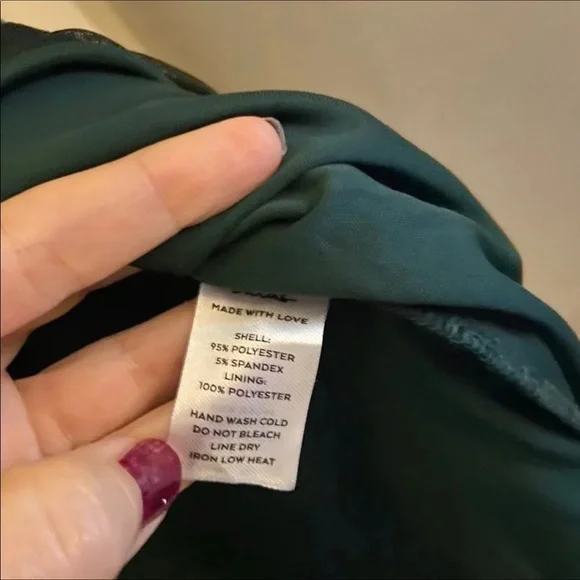 MADE WITH LOVE
SHELL:
95% POLYESTER
5% SPANDEX
LINING:
100% POLYESTER
HAND WASH COLD
DO NOT BLEACH
LINE DRY
IRON LOW HEAT